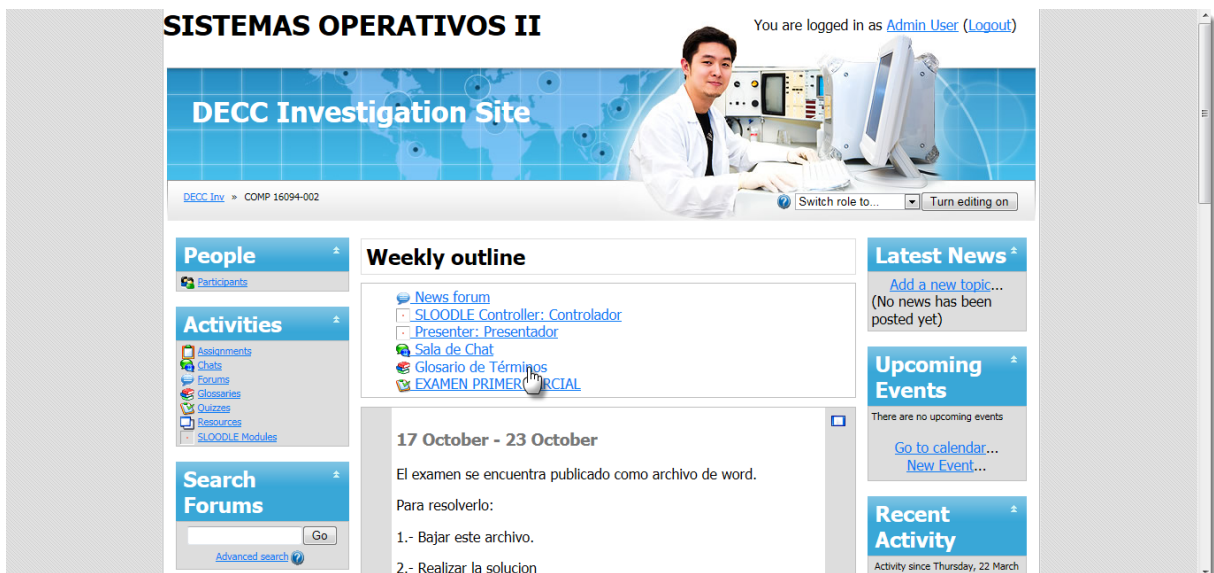 SISTEMAS OPERATIVOS II
You are logged in as Admin User (Logout)
DECC Investigation Site
DECC Inv » COMP 16094-002
Switch role to...
Turn editing on
People
Participants
Activities
Assignments
Chats
Forums
Glossaries
Quizzes
Resources
SLOODLE Modules
Search
Forums
Go
Advanced search
Weekly outline
News forum
SLOODLE Controller: Controlador
Presenter: Presentador
Sala de Chat
Glosario de Términos
EXAMEN PRIMER
17 October - 23 October
El examen se encuentra publicado como archivo de word.
Para resolverlo:
1.- Bajar este archivo.
2.- Realizar la solucion
Latest News
Add a new topic...
(No news has been
posted yet)
Upcoming
Events
There are no upcoming events
Go to calendar...
New Event...
Recent
Activity
Activity since Thursday, 22 March